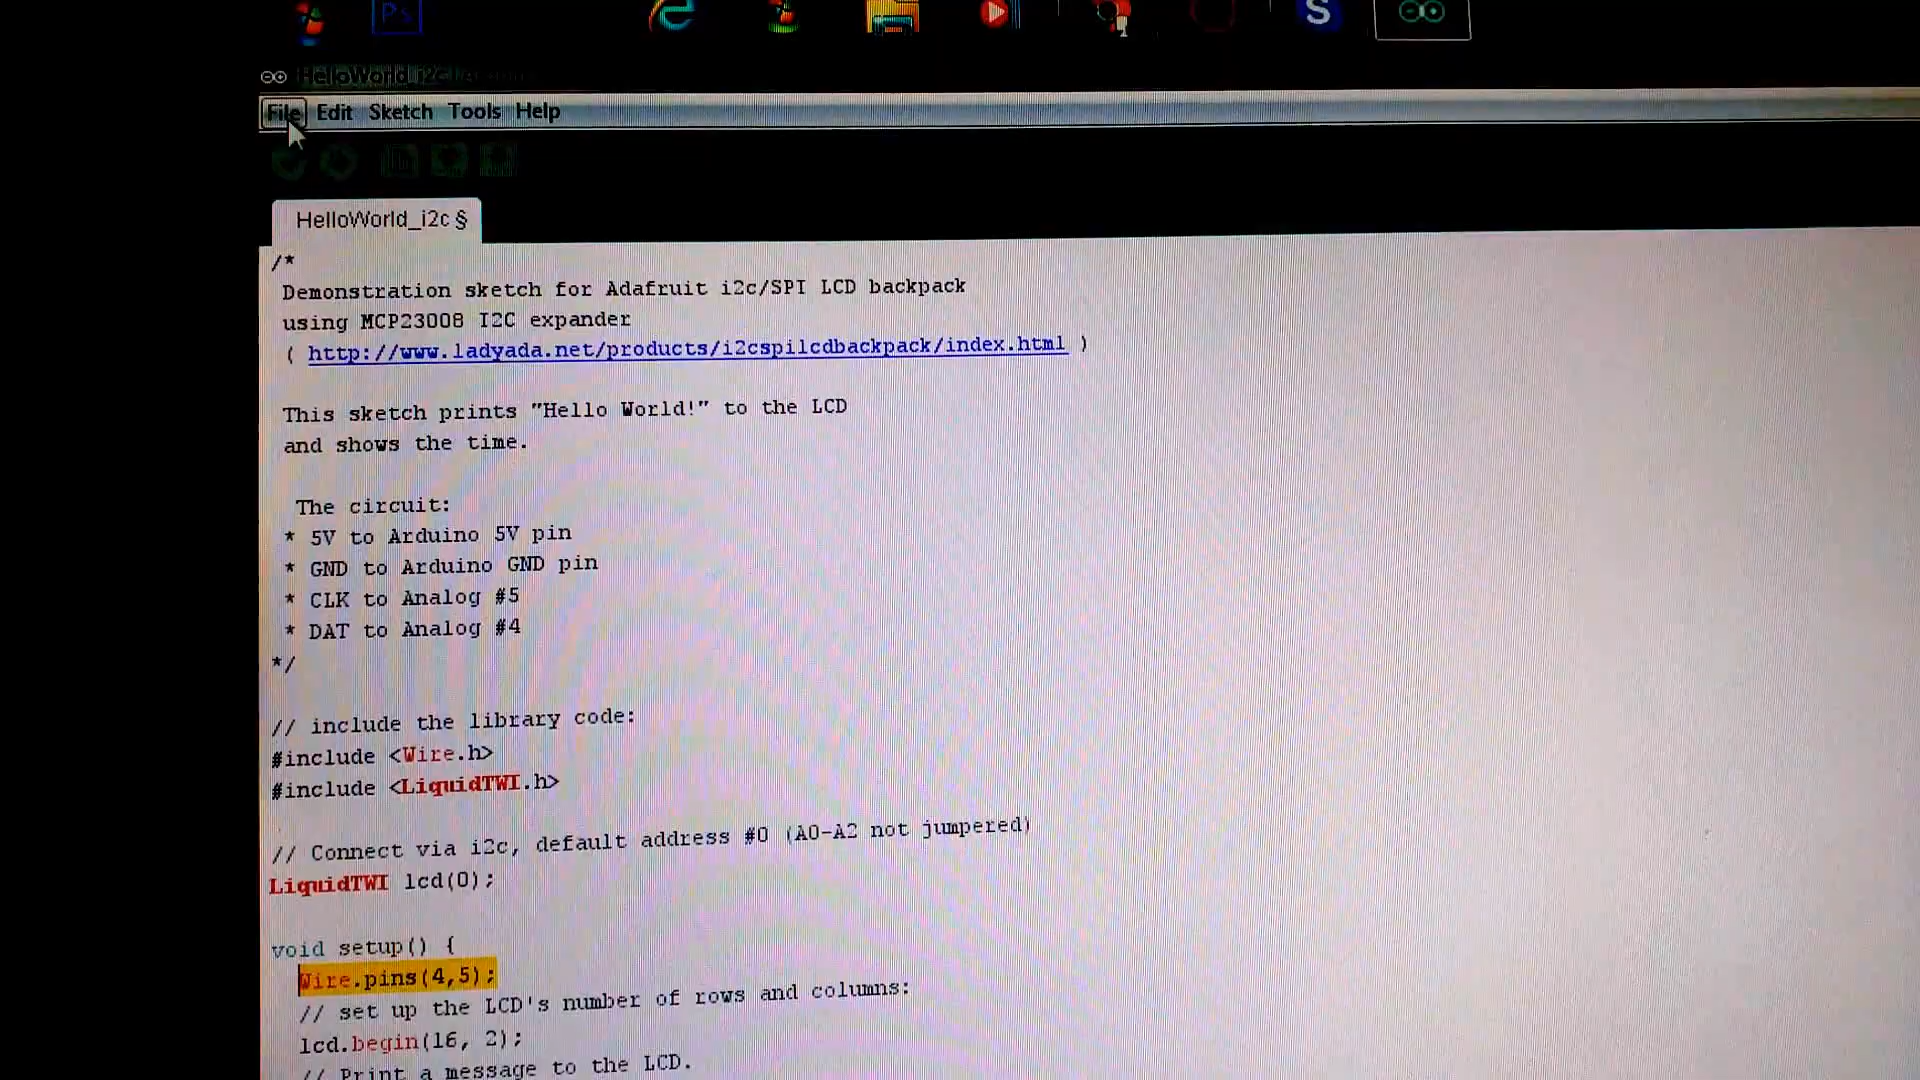 Ps
S
HelloWorld_i2c
File Edit Sketch Tools Help
HelloWorld_i2c §
/*
Demonstration sketch for Adafruit i2c/SPI LCD backpack
using MCP23008 I2C expander
( http://www.ladyada.net/products/i2cspilcdbackpack/index.html )
This sketch prints "Hello World!" to the LCD
and shows the time.
The circuit:
* 5V to Arduino 5V pin
* GND to Arduino GND pin
* CLK to Analog #5
* DAT to Analog #4
*/
// include the library code:
#include <Wire.h>
#include <LiquidTWI.h>
// Connect via i2c, default address #0 (A0-A2 not jumpered)
LiquidTWI lcd(0);
void setup() {
Wire.pins(4,5);
// set up the LCD's number of rows and columns:
lcd.begin(16, 2);
// Print a message to the LCD.